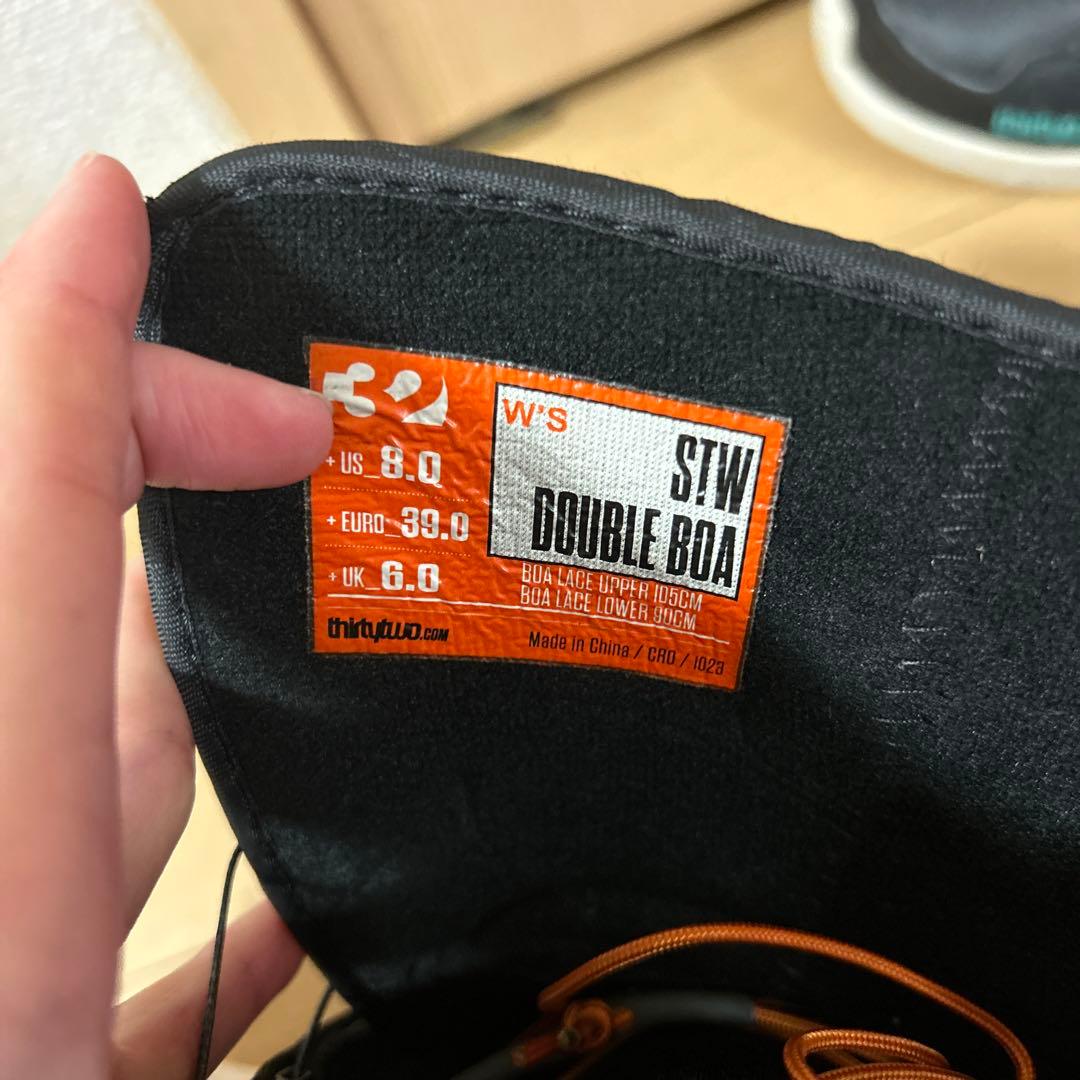 32
+ US_8.0
+ EURO_39.0
+ UK_6.0
thirtytwo.COM
W'S
STW
DOUBLE BOA
BOA LACE UPPER 105CM
BOA LACE LOWER 90CM
Made in China / CRD / 1023